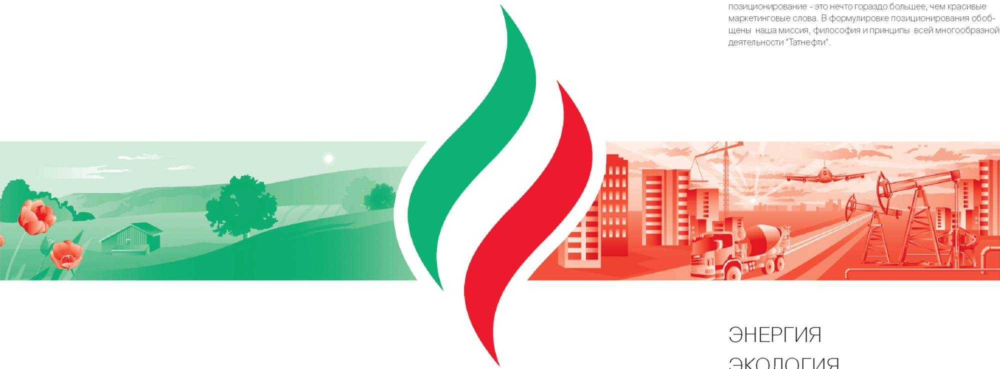 позиционирование - это нечто гораздо большее, чем красивые
маркетинговые слова. В формулировке позиционирования обоб-
щены наша миссия, философия и принципы всей многообразной
деятельности "Татнефти".
ЭНЕРГИЯ
ЭКОЛОГИЯ